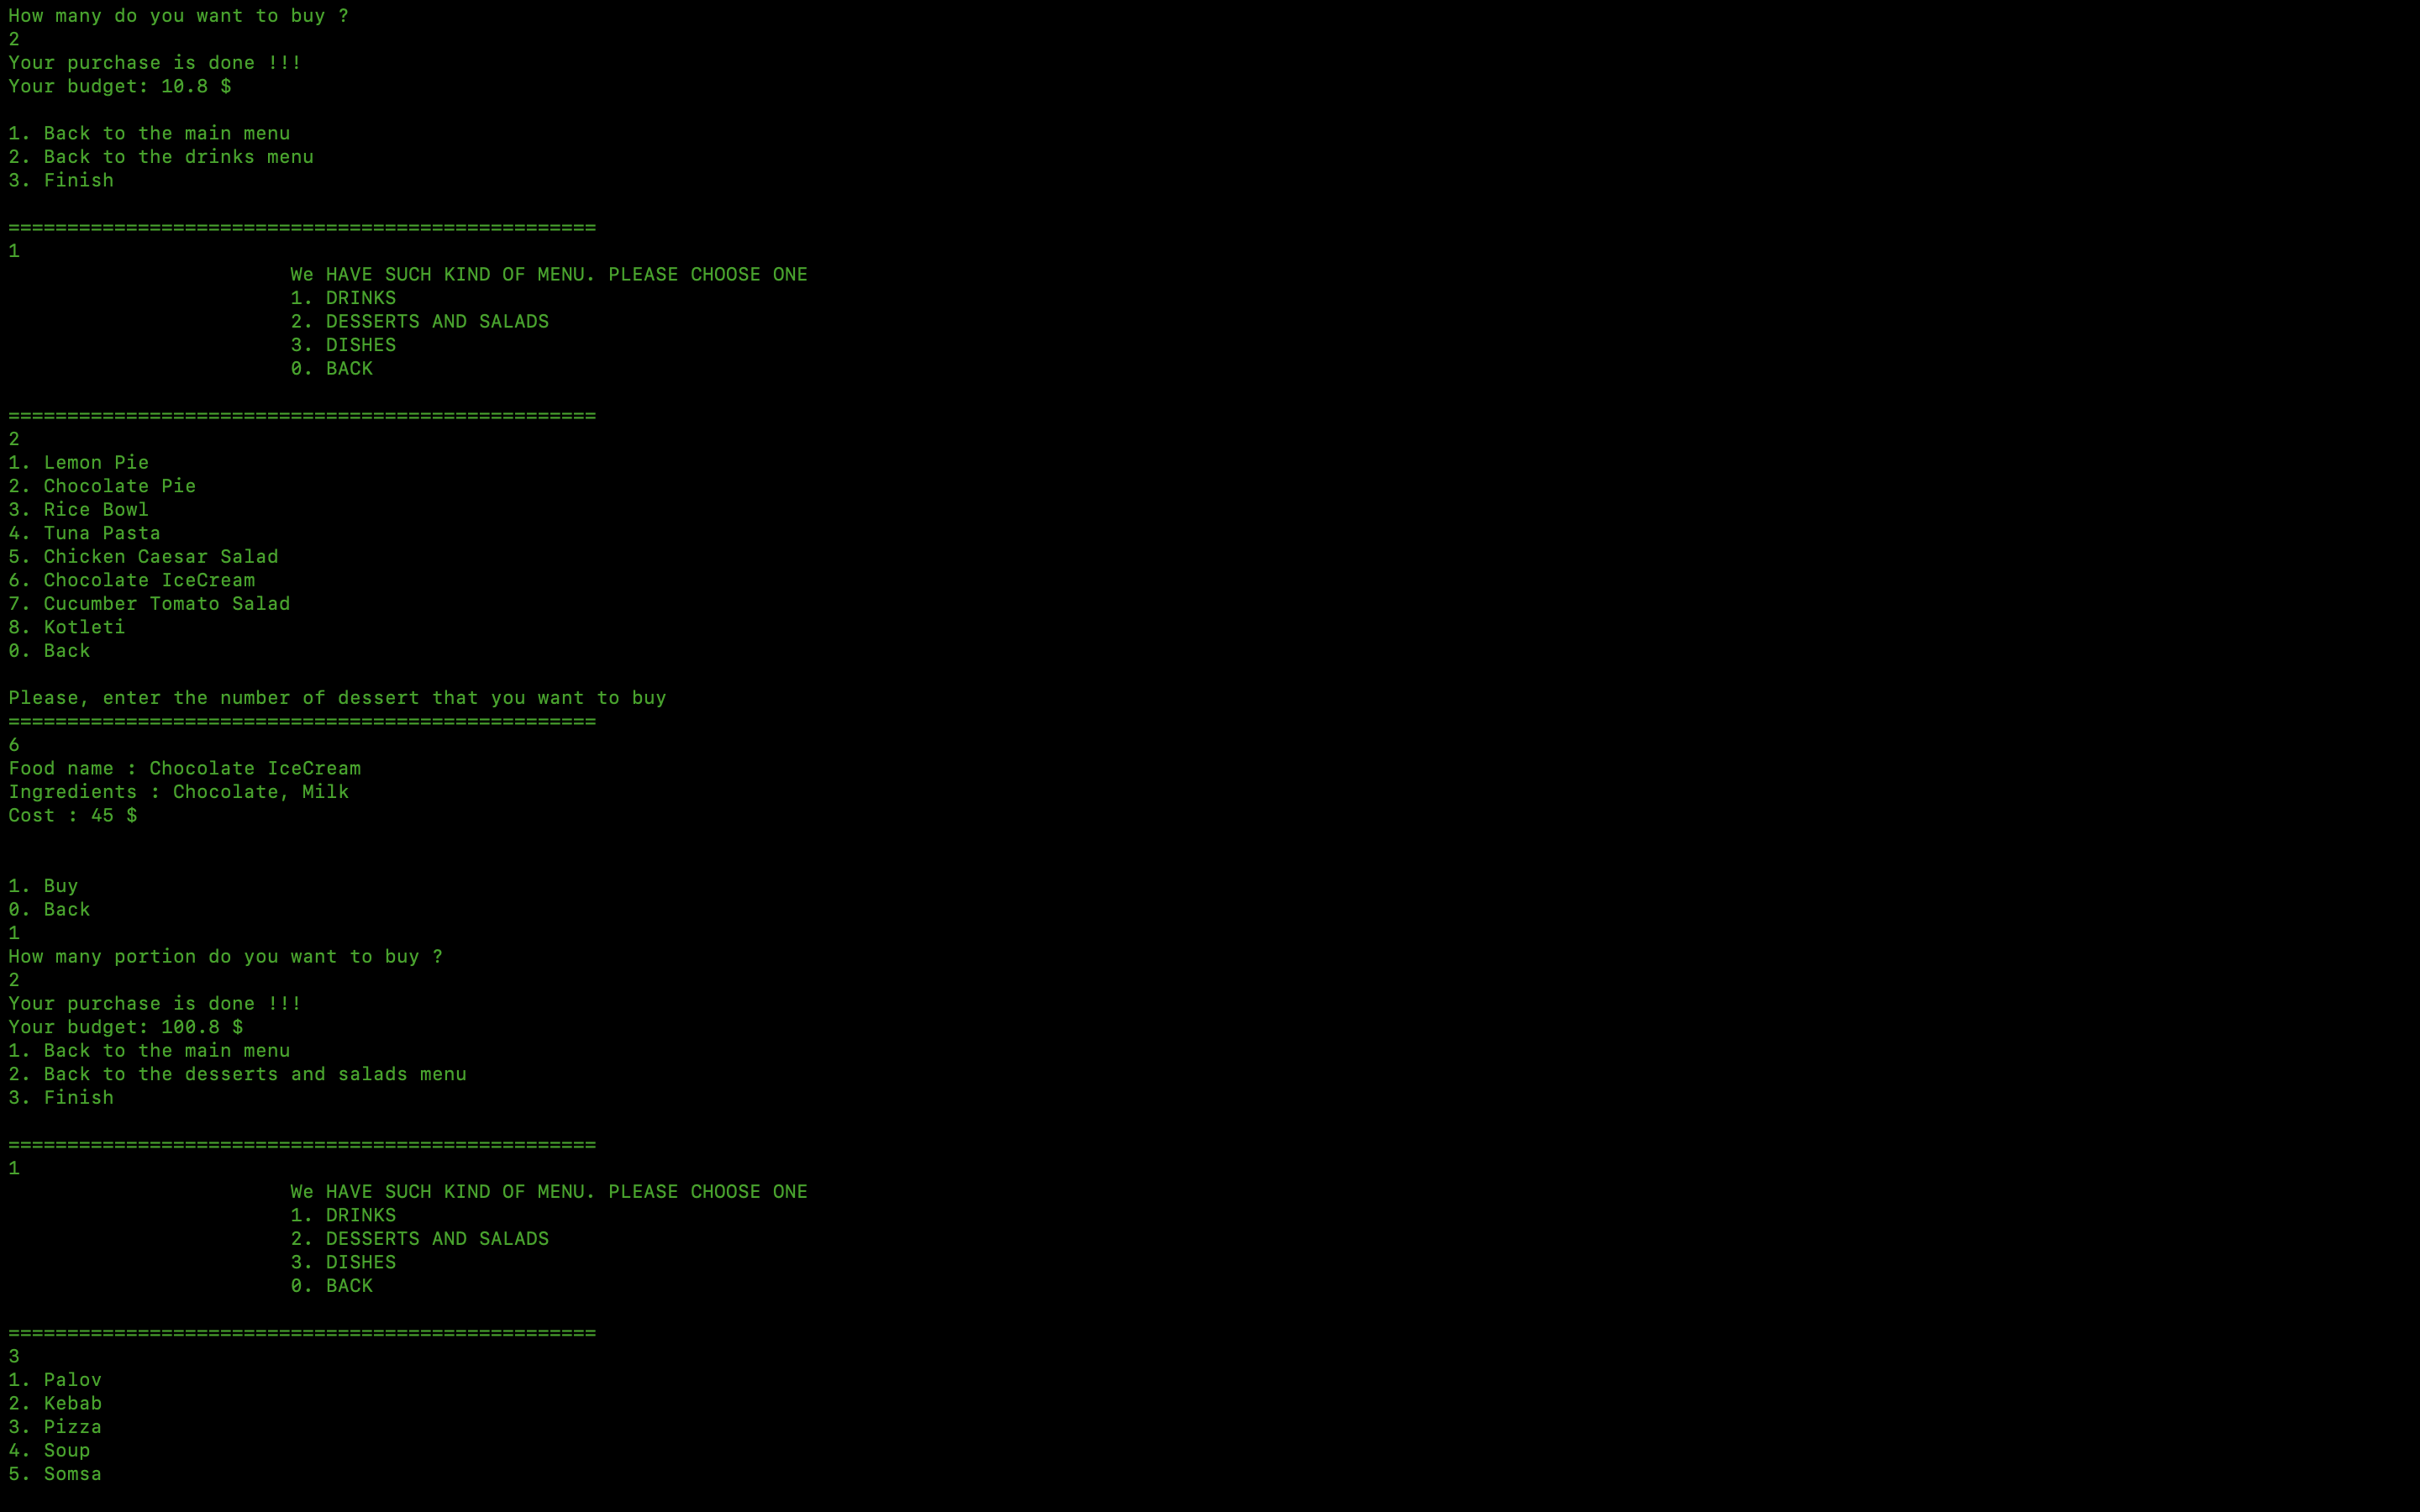 How many do you want to buy ?
2
Your purchase is done !!!
Your budget: 10.8 $
1. Back to the main menu
2. Back to the drinks menu
3. Finish
==================================================
1
We HAVE SUCH KIND OF MENU. PLEASE CHOOSE ONE
1. DRINKS
2. DESSERTS AND SALADS
3. DISHES
0. BACK
==================================================
2
1. Lemon Pie
2. Chocolate Pie
3. Rice Bowl
4. Tuna Pasta
5. Chicken Caesar Salad
6. Chocolate IceCream
7. Cucumber Tomato Salad
8. Kotleti
0. Back
Please, enter the number of dessert that you want to buy
==================================================
6
Food name : Chocolate IceCream
Ingredients : Chocolate, Milk
Cost : 45 $
1. Buy
0. Back
1
How many portion do you want to buy ?
2
Your purchase is done !!!
Your budget: 100.8 $
1. Back to the main menu
2. Back to the desserts and salads menu
3. Finish
==================================================
1
We HAVE SUCH KIND OF MENU. PLEASE CHOOSE ONE
1. DRINKS
2. DESSERTS AND SALADS
3. DISHES
0. BACK
==================================================
3
1. Palov
2. Kebab
3. Pizza
4. Soup
5. Somsa